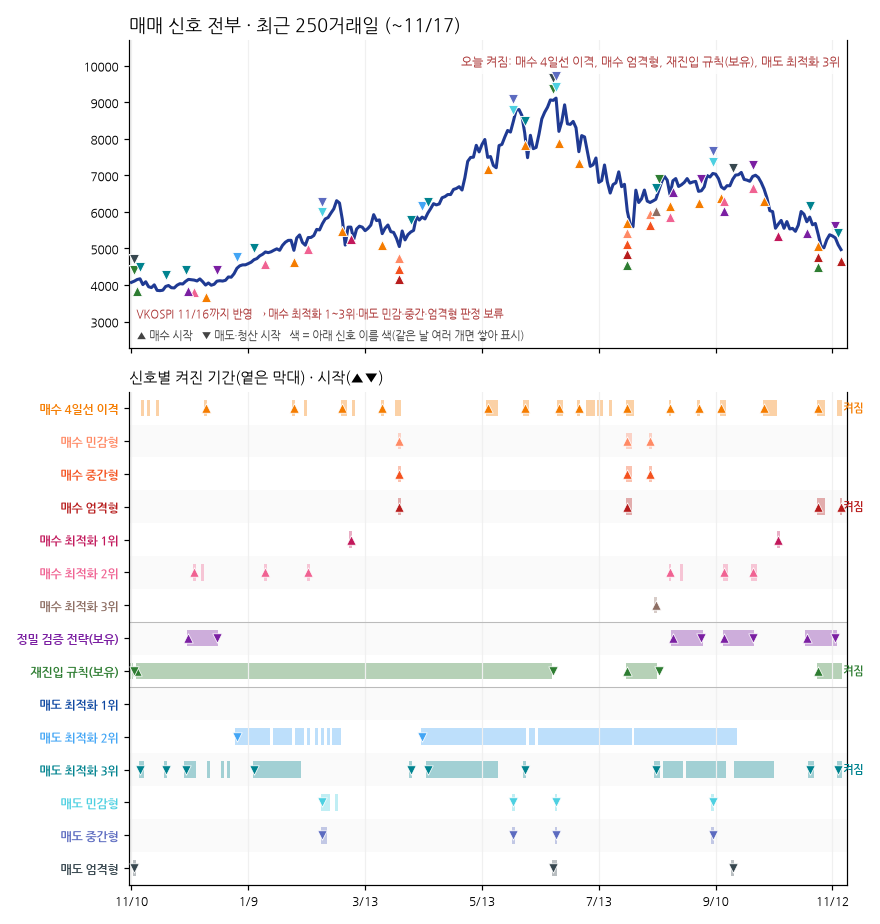 매매 신호 전부 · 최근 250거래일 (~11/17)
오늘 켜짐: 매수 4일선 이격, 매수 엄격형, 재진입 규칙(보유), 매도 최적화 3위
10000
9000
8000
7000
6000
5000
4000
3000
VKOSPI 11/16까지 반영 → 매수 최적화 1~3위·매도 민감·중간·엄격형 판정 보류
▲ 매수 시작 ▼ 매도·청산 시작 색 = 아래 신호 이름 색(같은 날 여러 개면 쌓아 표시)
신호별 켜진 기간(옅은 막대) · 시작(▲▼)
매수 4일선 이격 켜짐
매수 민감형
매수 중간형
매수 엄격형 켜짐
매수 최적화 1위
매수 최적화 2위
매수 최적화 3위
정밀 검증 전략(보유)
재진입 규칙(보유) 켜짐
매도 최적화 1위
매도 최적화 2위
매도 최적화 3위 켜짐
매도 민감형
매도 중간형
매도 엄격형
11/10 1/9 3/13 5/13 7/13 9/10 11/12